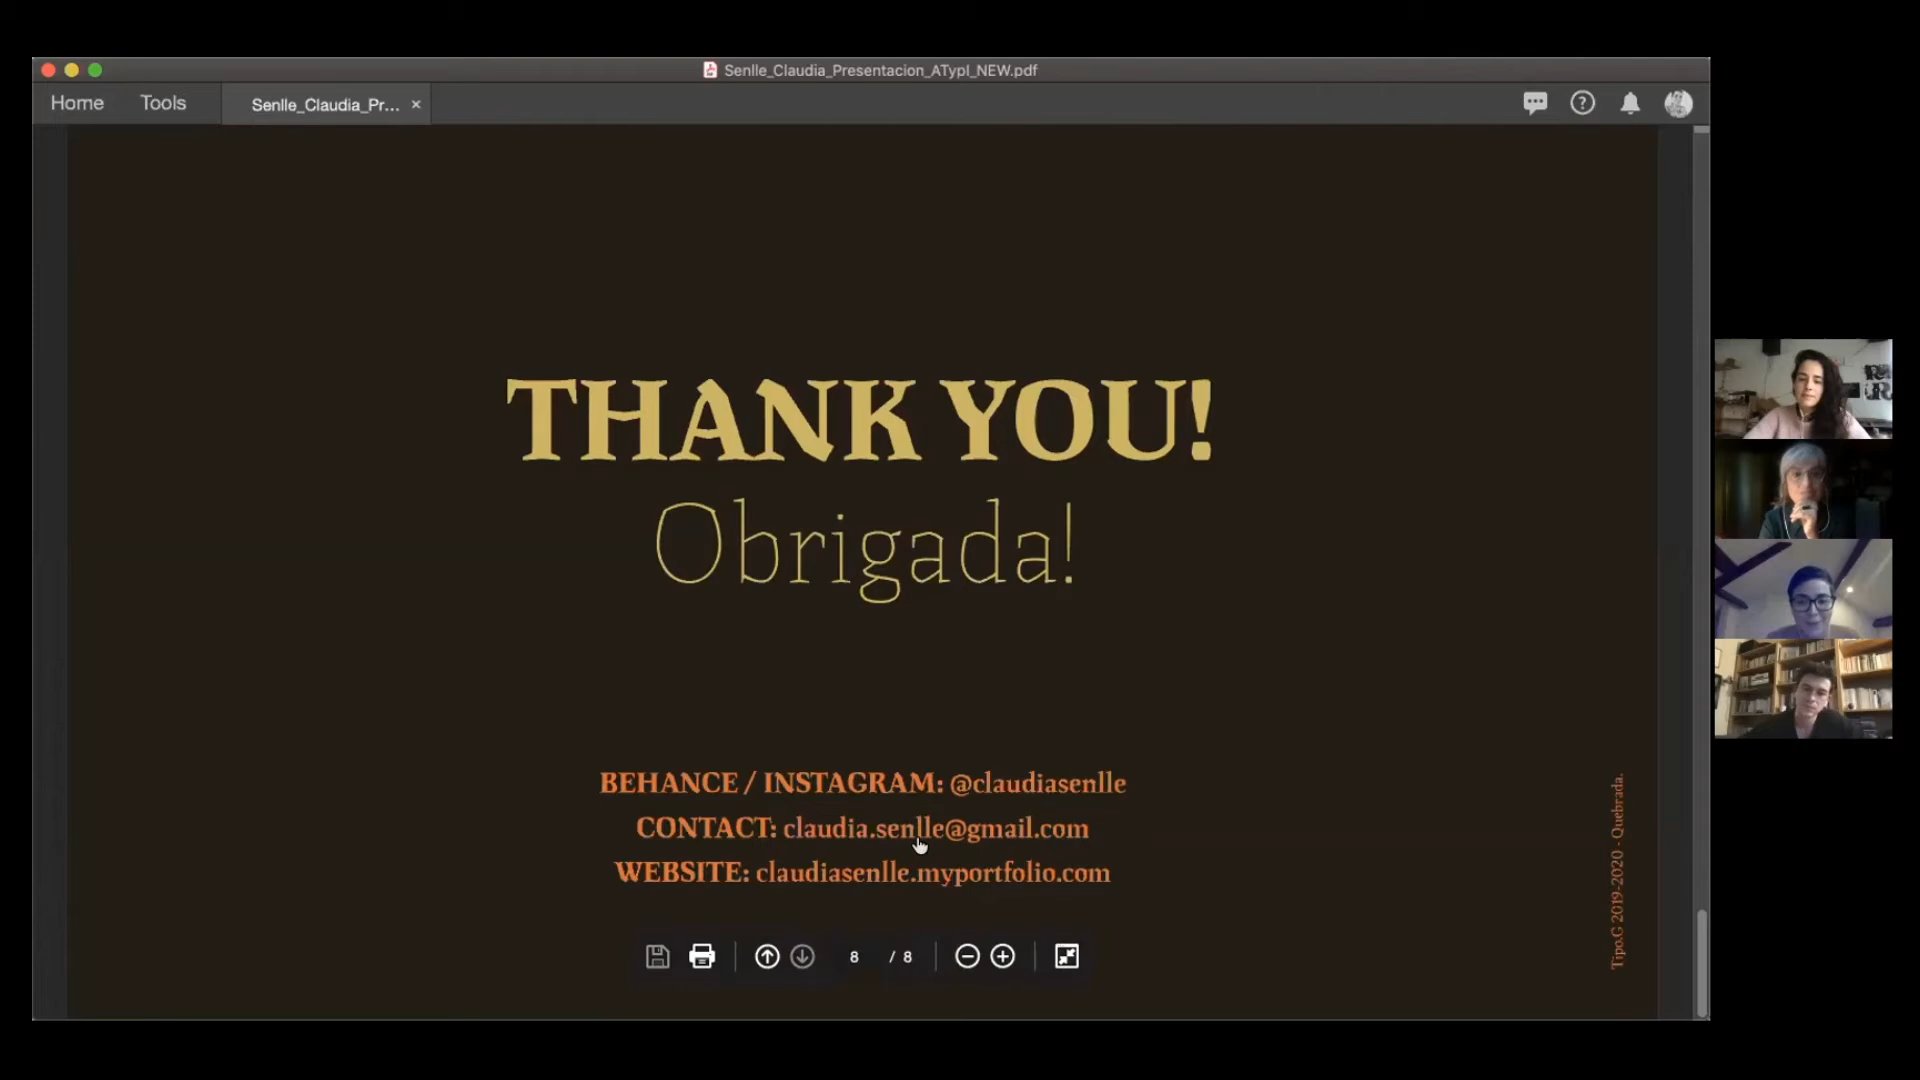 Senlle_Claudia_Presentacion_ATypI_NEW.pdf
Home Tools Senlle_Claudia_Pr... ×
THANK YOU!
Obrigada!
BEHANCE / INSTAGRAM: @claudiasenlle
CONTACT: claudia.senlle@gmail.com
WEBSITE: claudiasenlle.myportfolio.com
Tipo.G 2019-2020 - Quebrada.
8 / 8